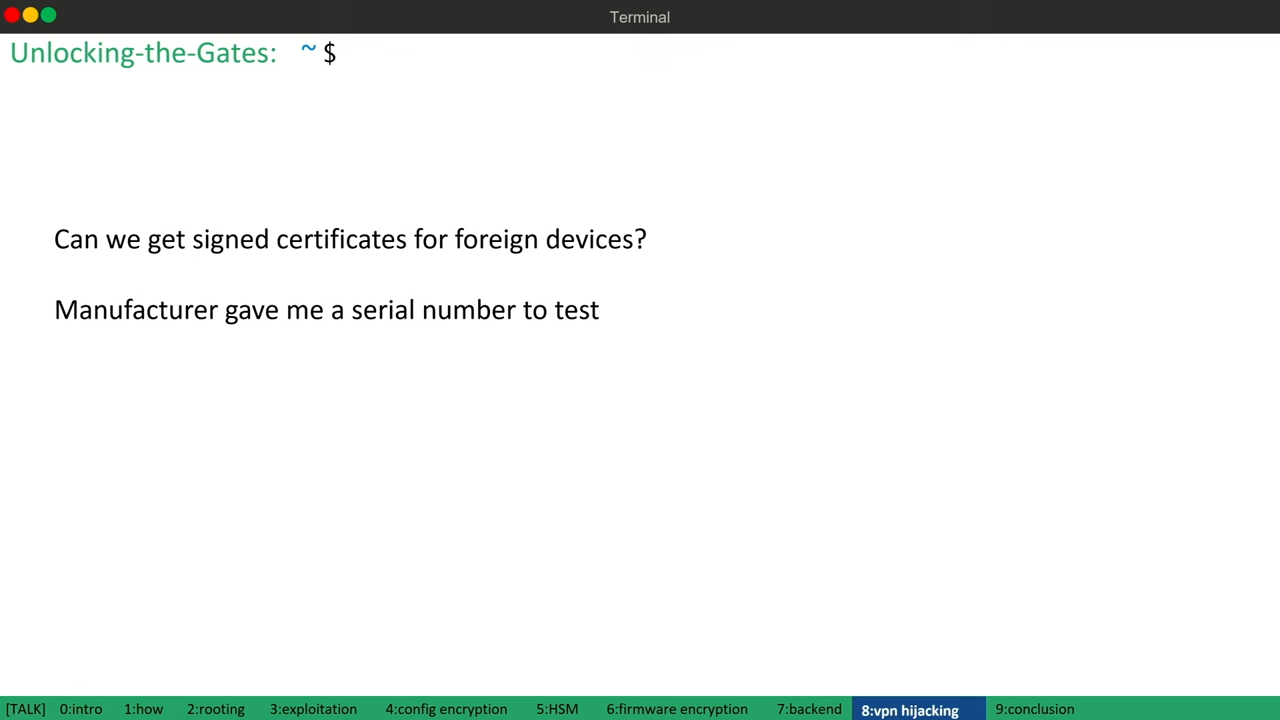 Terminal
Unlocking-the-Gates: ~ $
Can we get signed certificates for foreign devices?
Manufacturer gave me a serial number to test
[TALK] 0:intro 1:how 2:rooting 3:exploitation 4:config encryption 5:HSM 6:firmware encryption 7:backend 8:vpn hijacking 9:conclusion